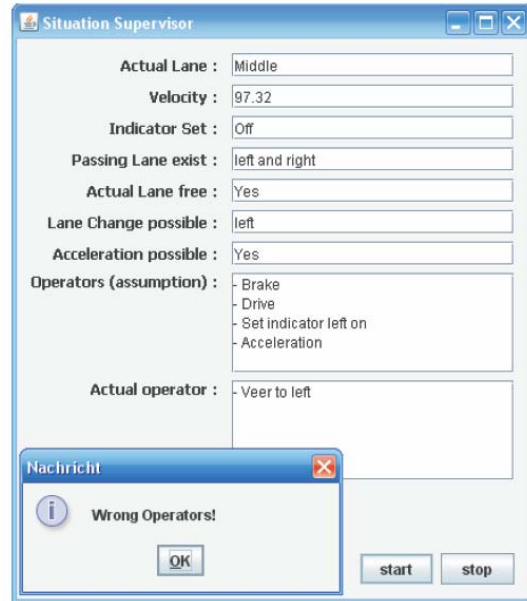 Situation Supervisor
Actual Lane : Middle
Velocity : 97.32
Indicator Set : Off
Passing Lane exist : left and right
Actual Lane free : Yes
Lane Change possible : left
Acceleration possible : Yes
Operators (assumption) : - Brake
- Drive
- Set indicator left on
- Acceleration
Actual operator : - Veer to left
Nachricht
Wrong Operators!
OK
start stop